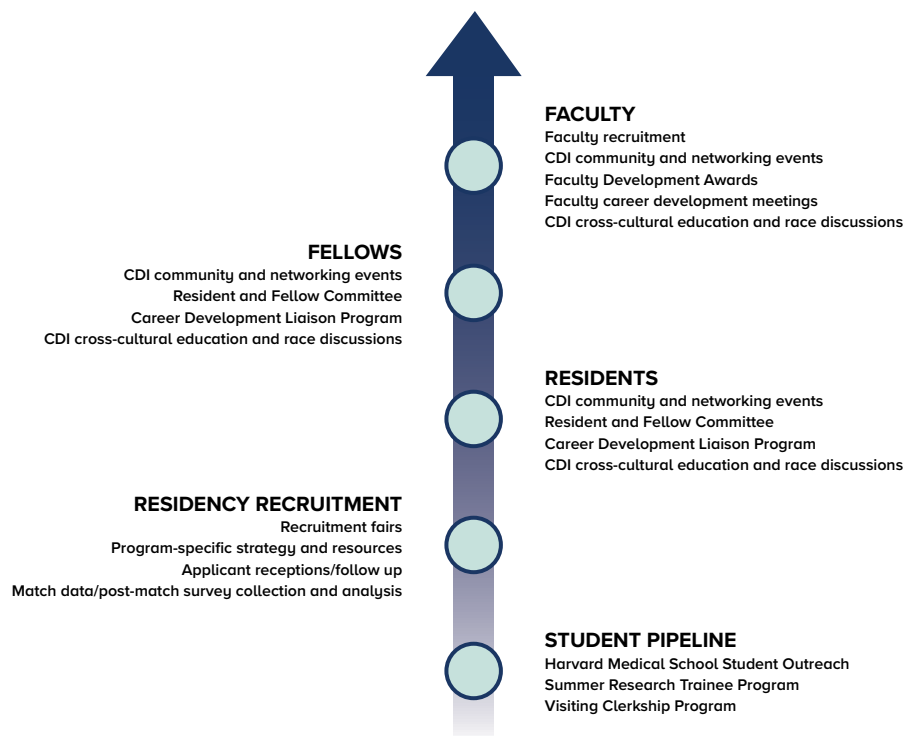 FACULTY
Faculty recruitment
CDI community and networking events
Faculty Development Awards
Faculty career development meetings
CDI cross-cultural education and race discussions
FELLOWS
CDI community and networking events
Resident and Fellow Committee
Career Development Liaison Program
CDI cross-cultural education and race discussions
RESIDENTS
CDI community and networking events
Resident and Fellow Committee
Career Development Liaison Program
CDI cross-cultural education and race discussions
RESIDENCY RECRUITMENT
Recruitment fairs
Program-specific strategy and resources
Applicant receptions/follow up
Match data/post-match survey collection and analysis
STUDENT PIPELINE
Harvard Medical School Student Outreach
Summer Research Trainee Program
Visiting Clerkship Program